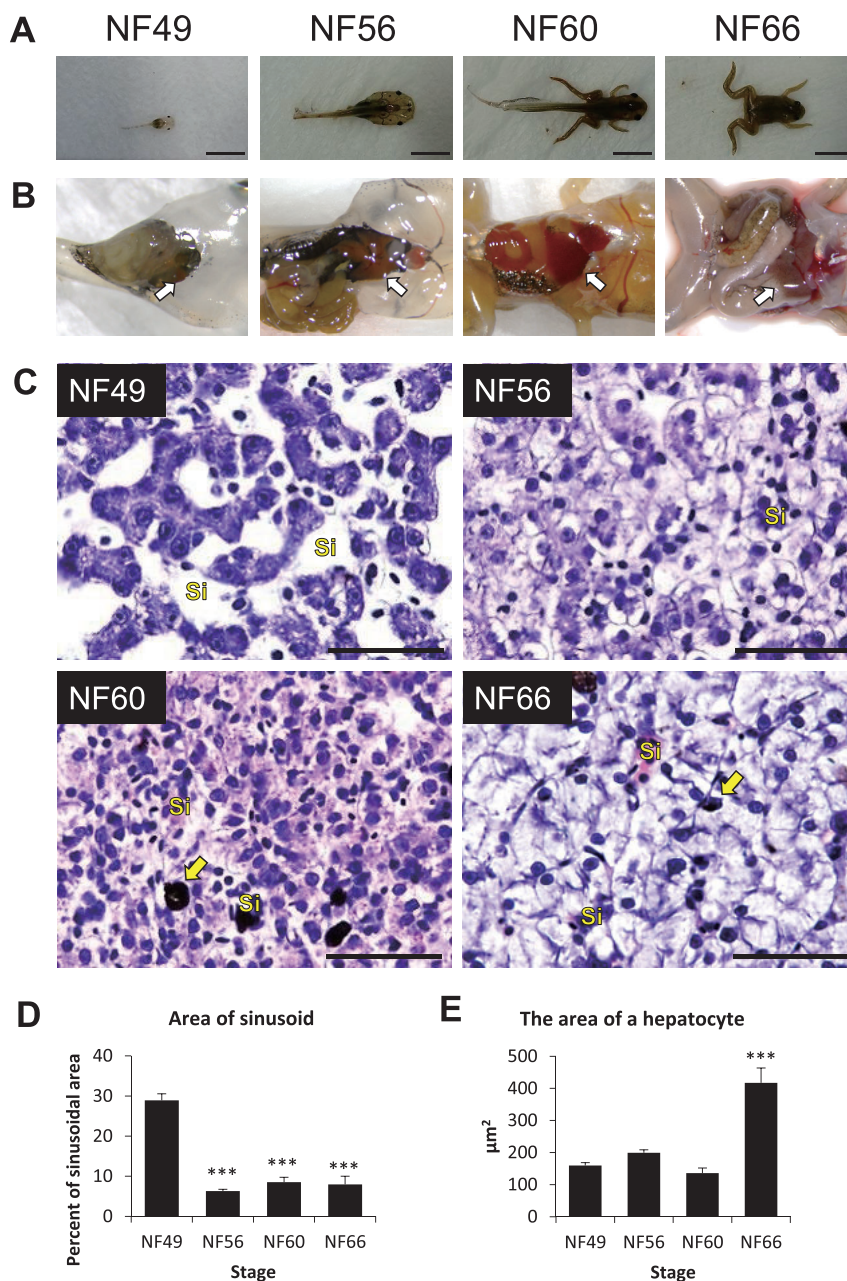 A
NF49 NF56 NF60 NF66
B
C
NF49 NF56
Si
Si
Si
NF60 NF66
Si
Si
Si
Si
D
Area of sinusoid
Percent of sinusoidal area
40
30
20
10
0
*** *** ***
NF49 NF56 NF60 NF66
Stage
E
The area of a hepatocyte
µm²
500
400
300
200
100
0
***
NF49 NF56 NF60 NF66
Stage